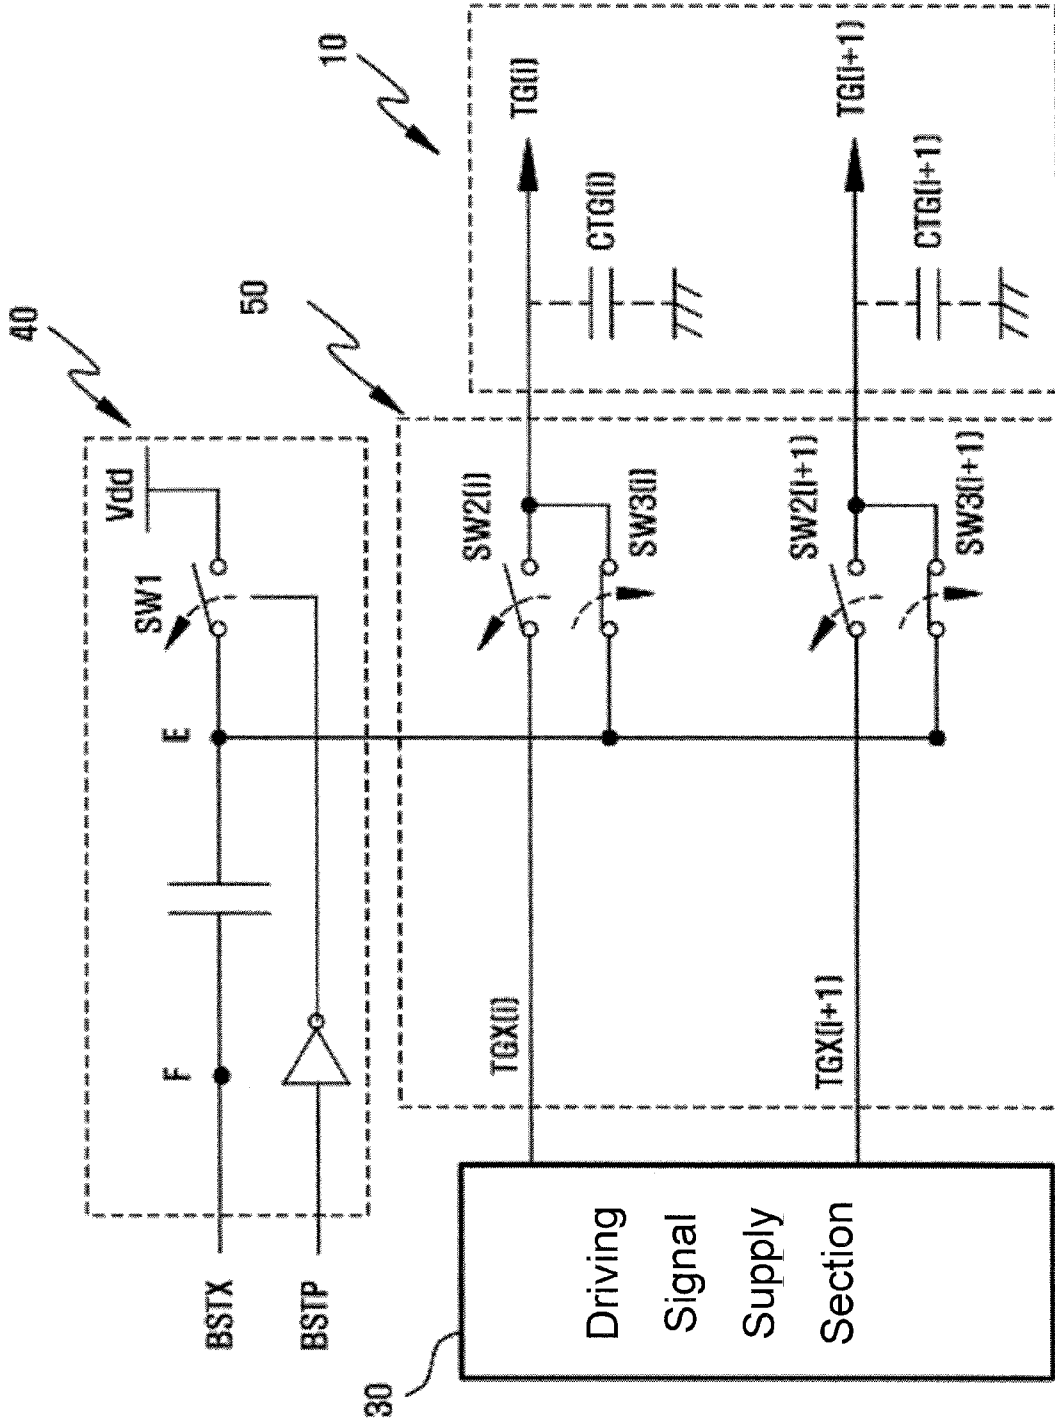 40
Vdd
SW1
E
F
BSTX
BSTP
50
10
SW2(i)
SW3(i)
TG(i)
CTG(i)
TGX(i)
SW2(i+1)
SW3(i+1)
TG(i+1)
CTG(i+1)
TGX(i+1)
30
Driving
Signal
Supply
Section